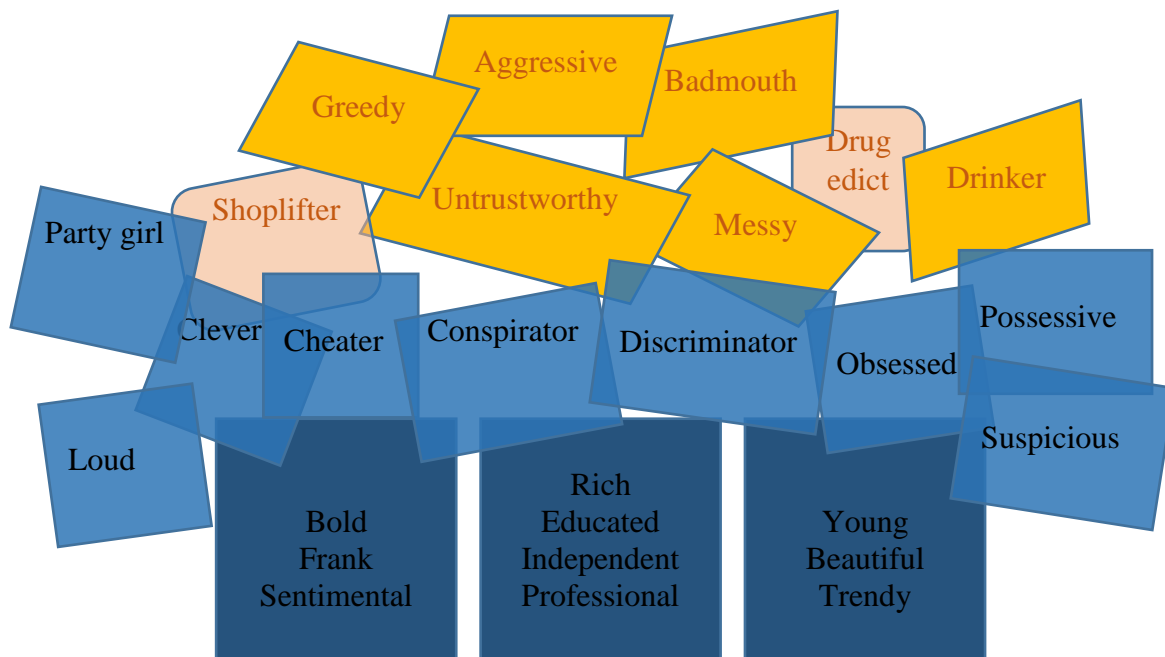 Aggressive
Badmouth
Greedy
Drug
edict
Drinker
Untrustworthy
Shoplifter
Messy
Party girl
Clever
Cheater
Conspirator
Discriminator
Obsessed
Possessive
Loud
Suspicious
Bold
Frank
Sentimental
Rich
Educated
Independent
Professional
Young
Beautiful
Trendy